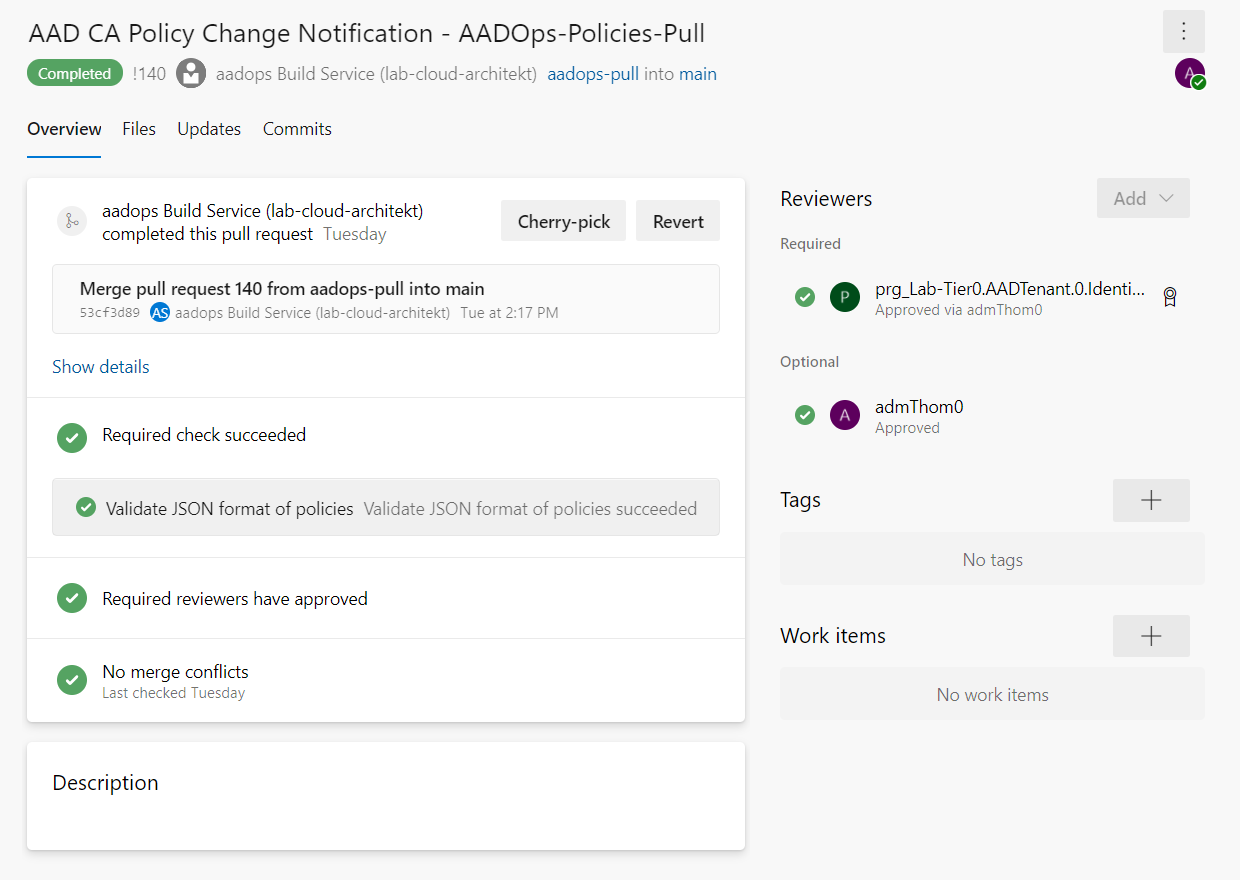 AAD CA Policy Change Notification - AADOps-Policies-Pull
Completed !140 aadops Build Service (lab-cloud-architekt) aadops-pull into main
A
Overview Files Updates Commits
aadops Build Service (lab-cloud-architekt)
completed this pull request Tuesday
Cherry-pick
Revert
Merge pull request 140 from aadops-pull into main
53cf3d89 AS aadops Build Service (lab-cloud-architekt) Tue at 2:17 PM
Show details
Required check succeeded
Validate JSON format of policies Validate JSON format of policies succeeded
Required reviewers have approved
No merge conflicts
Last checked Tuesday
Description
Reviewers
Add
Required
P
prg_Lab-Tier0.AADTenant.0.Identi...
Approved via admThom0
Optional
A
admThom0
Approved
Tags
No tags
Work items
No work items